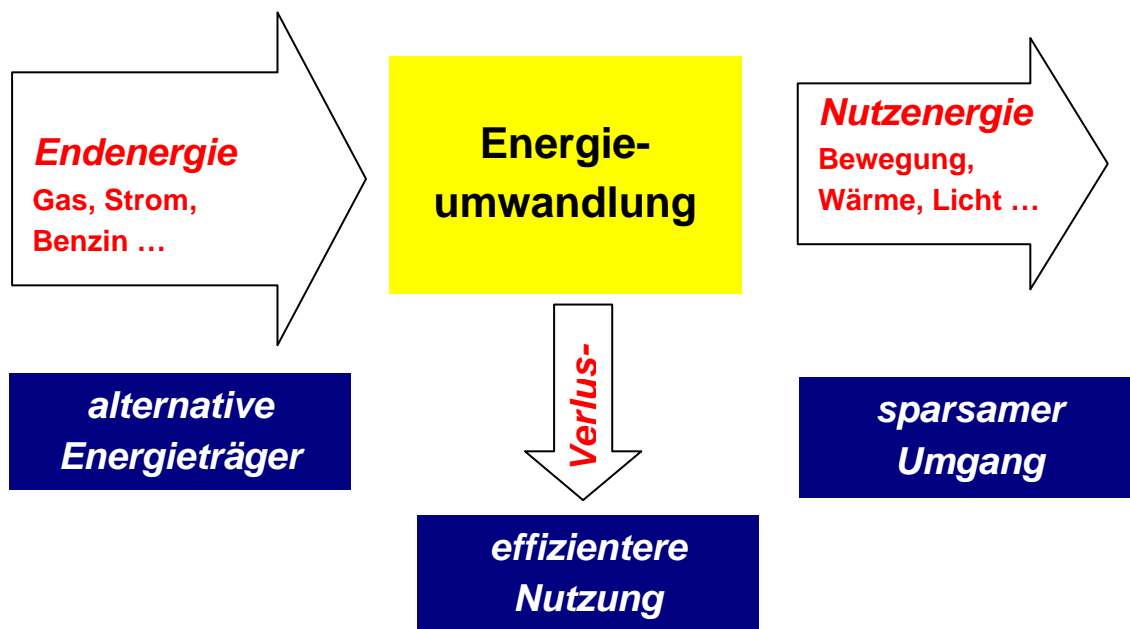 Endenergie
Gas, Strom,
Benzin …
Energie-
umwandlung
Nutzenergie
Bewegung,
Wärme, Licht …
Verlus-
alternative
Energieträger
sparsamer
Umgang
effizientere
Nutzung